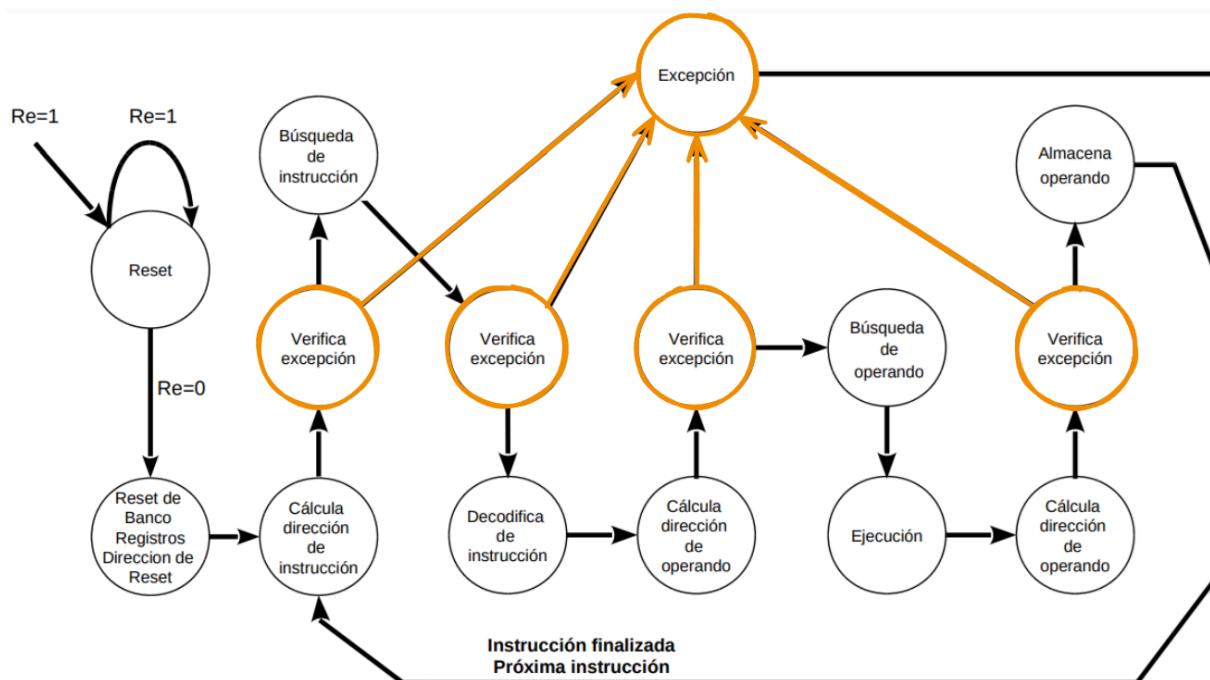 Excepción
Re=1
Re=1
Búsqueda
de
instrucción
Almacena
operando
Reset
Verifica
excepción
Verifica
excepción
Verifica
excepción
Búsqueda
de
operando
Verifica
excepción
Re=0
Reset de
Banco
Registros
Direccion de
Reset
Cálcula
dirección
de
instrucción
Decodifica
de
instrucción
Cálcula
dirección
de
operando
Ejecución
Cálcula
dirección
de
operando
Instrucción finalizada
Próxima instrucción